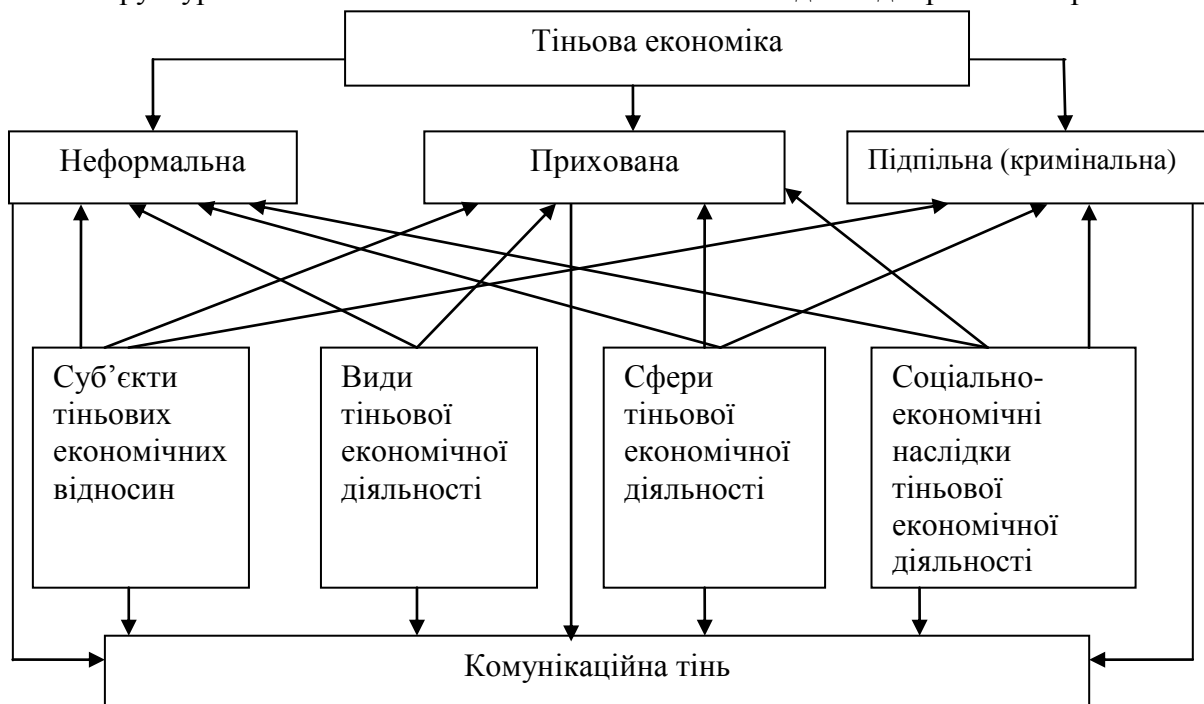 Тіньова економіка
Неформальна
Прихована
Підпільна (кримінальна)
Суб’єкти
тіньових
економічних
відносин
Види
тіньової
економічної
діяльності
Сфери
тіньової
економічної
діяльності
Соціально-
економічні
наслідки
тіньової
економічної
діяльності
Комунікаційна тінь